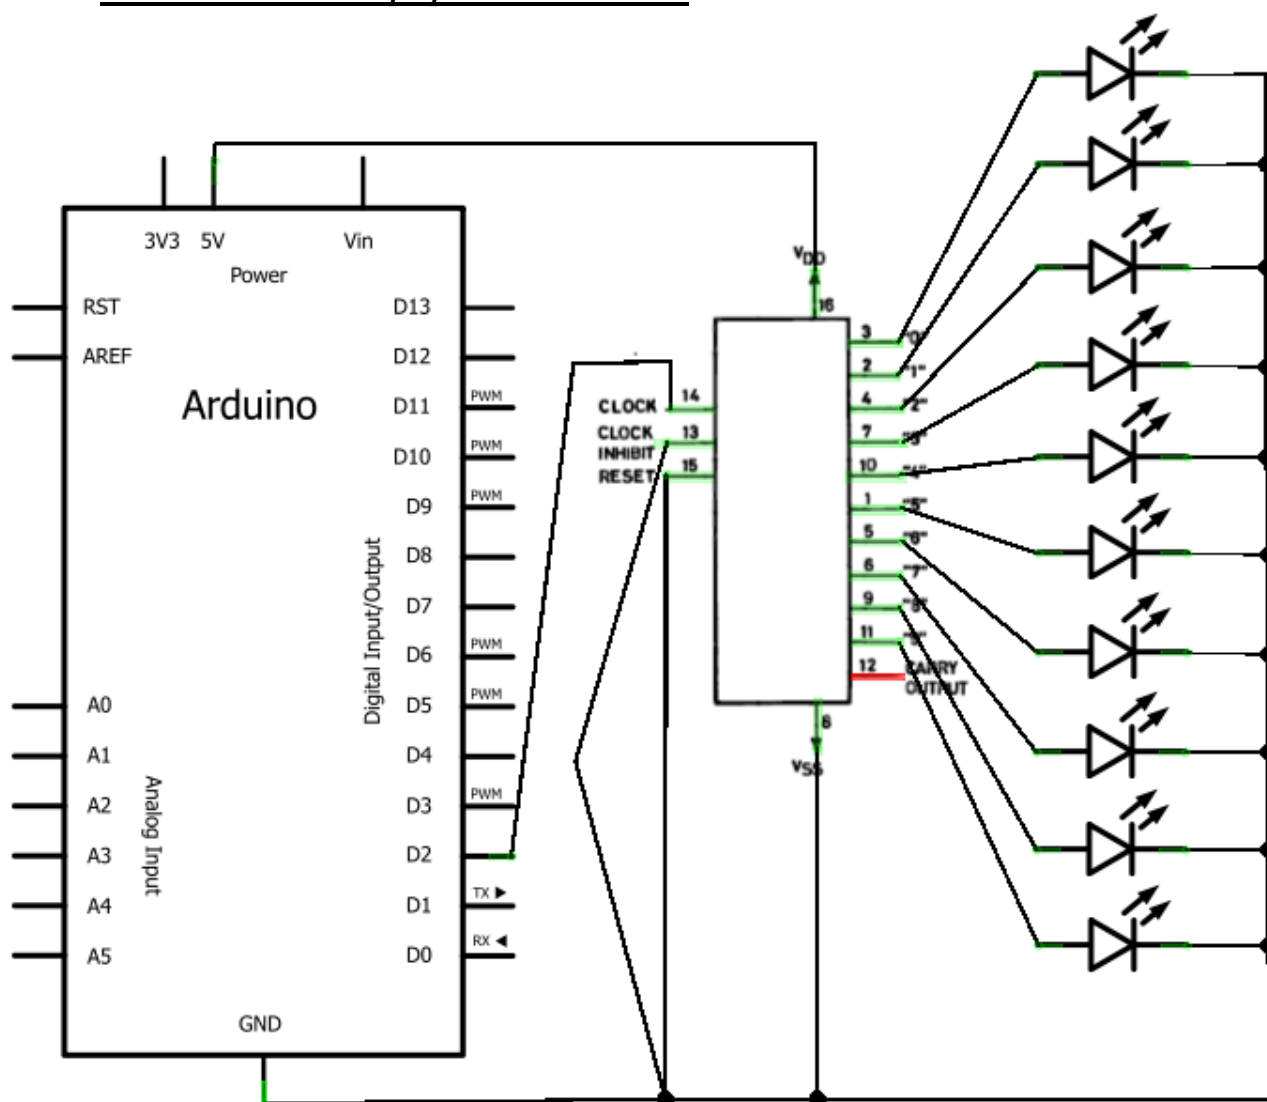 3V3 5V Vin
Power
RST
AREF
Arduino
A0
A1
A2
A3
A4
A5
Analog Input
D13
D12
D11 PWM
D10 PWM
D9 PWM
D8
D7
D6 PWM
D5 PWM
D4
D3 PWM
D2
D1 TX ►
D0 RX ◄
Digital Input/Output
GND
VDD
16
CLOCK 14
CLOCK INHIBIT 13
RESET 15
3 "0"
2 "1"
4 "2"
7 "3"
10 "4"
1 "5"
5 "6"
6 "7"
9 "8"
11 "9"
12 CARRY
OUTPUT
VSS